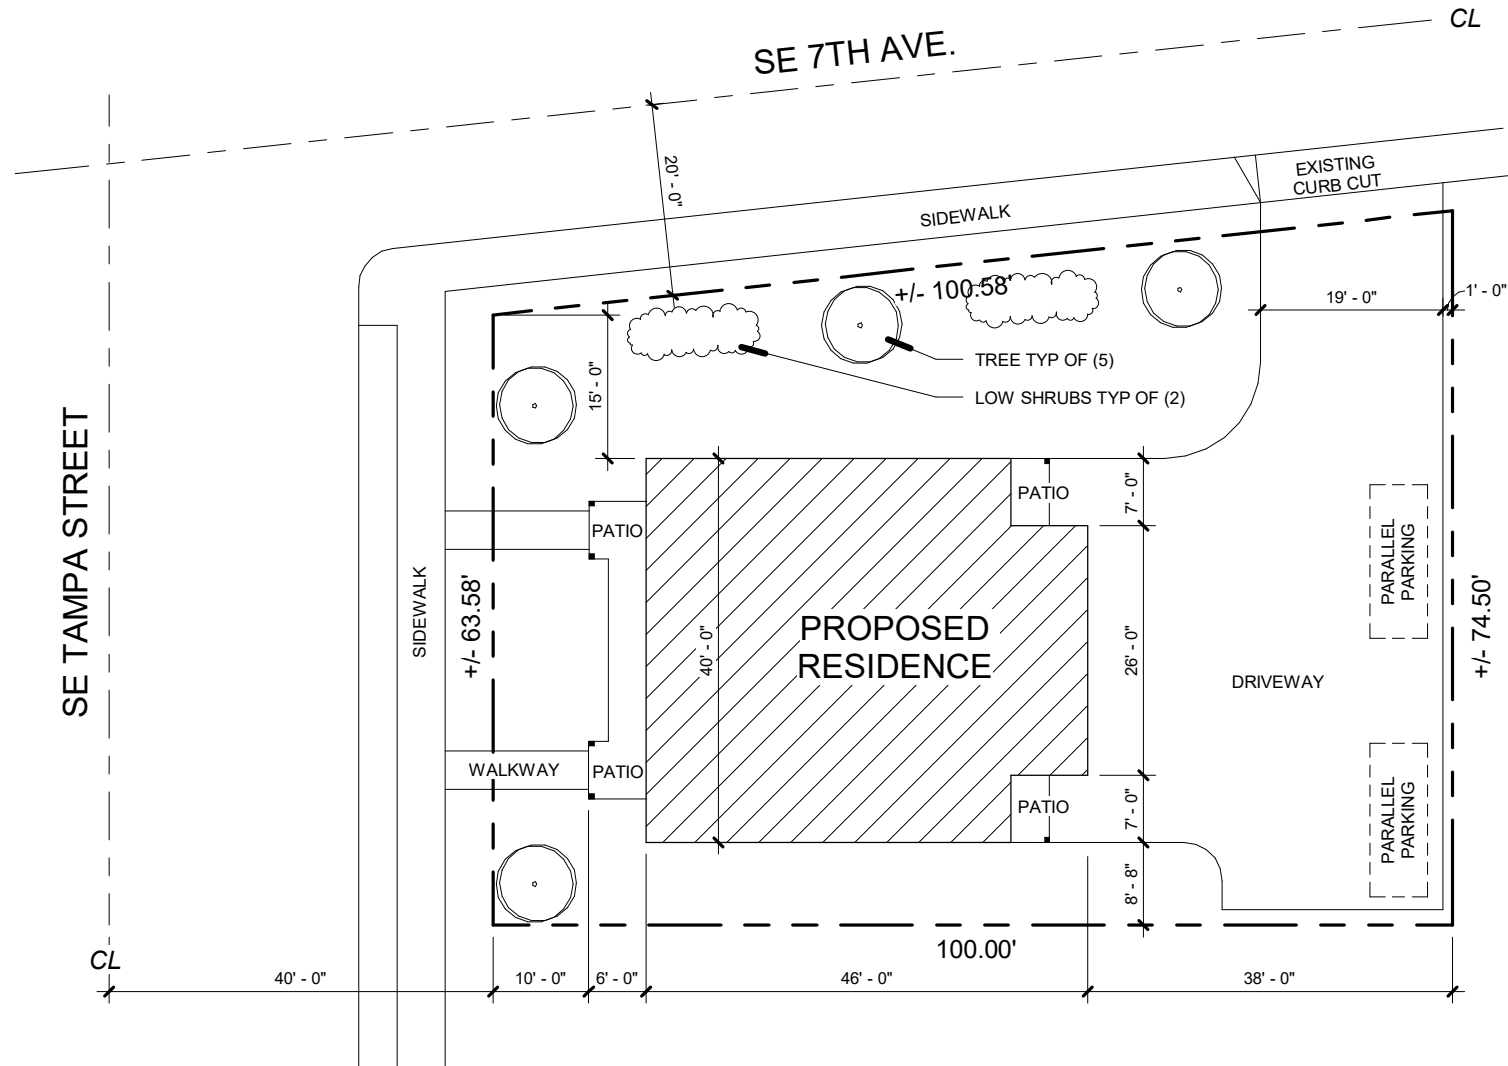 CL
SE 7TH AVE.
20' - 0"
EXISTING
CURB CUT
SIDEWALK
+/- 100.58'
19' - 0"
1' - 0"
TREE TYP OF (5)
LOW SHRUBS TYP OF (2)
15' - 0"
SE TAMPA STREET
SIDEWALK
+/- 63.58'
PATIO
PATIO
7' - 0"
PROPOSED
RESIDENCE
40' - 0"
26' - 0"
DRIVEWAY
PARALLEL
PARKING
+/- 74.50'
WALKWAY
PATIO
PATIO
7' - 0"
PARALLEL
PARKING
8' - 8"
100.00'
CL
40' - 0"
10' - 0"
6' - 0"
46' - 0"
38' - 0"